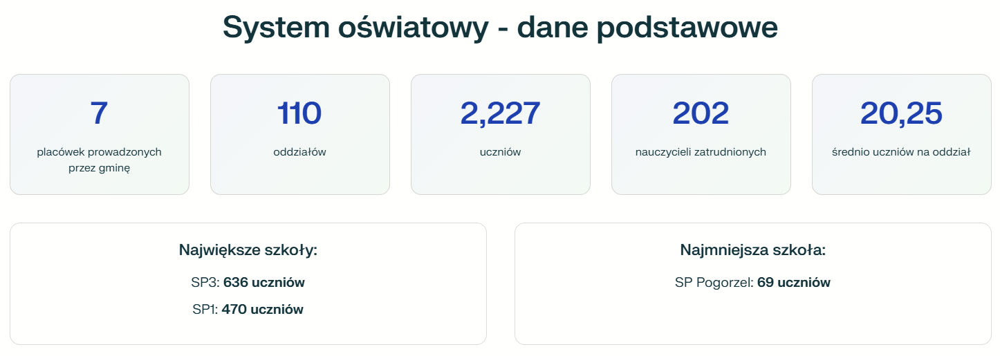 System oświatowy - dane podstawowe
7
placówek prowadzonych
przez gminę
110
oddziałów
2,227
uczniów
202
nauczycieli zatrudnionych
20,25
średnio uczniów na oddział
Największe szkoły:
SP3: 636 uczniów
SP1: 470 uczniów
Najmniejsza szkoła:
SP Pogorzel: 69 uczniów